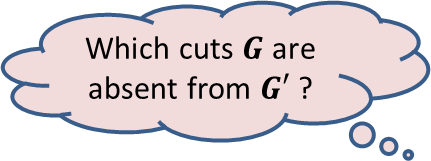 Which cuts G are
absent from G′ ?